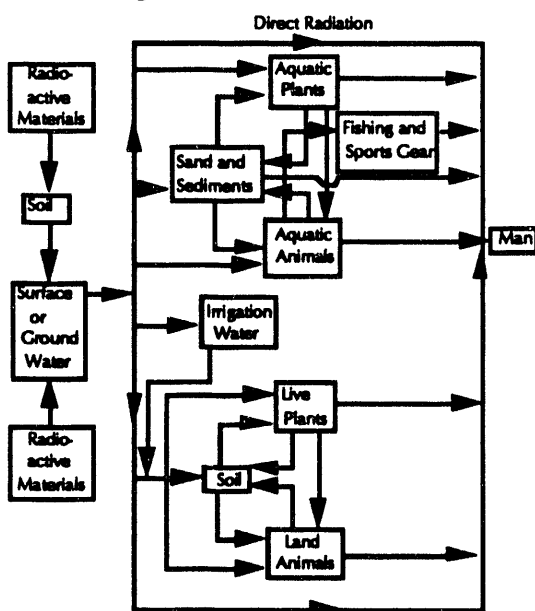 Direct Radiation
Radio-
active
Materials
Soil
Surface
or
Ground
Water
Radio-
active
Materials
Aquatic
Plants
Fishing and
Sports Gear
Sand and
Sediments
Aquatic
Animals
Man
Irrigation
Water
Live
Plants
Soil
Land
Animals